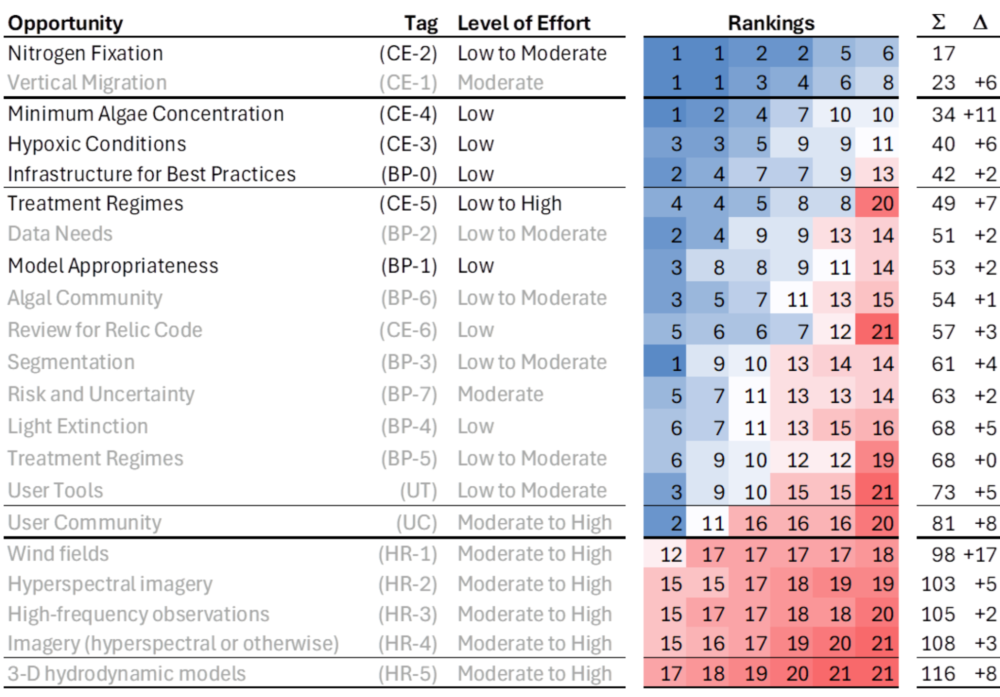 Opportunity Tag Level of Effort Rankings Σ Δ
Nitrogen Fixation (CE-2) Low to Moderate 1 1 2 2 5 6 17
Vertical Migration (CE-1) Moderate 1 1 3 4 6 8 23 +6
Minimum Algae Concentration (CE-4) Low 1 2 4 7 10 10 34 +11
Hypoxic Conditions (CE-3) Low 3 3 5 9 9 11 40 +6
Infrastructure for Best Practices (BP-0) Low 2 4 7 7 9 13 42 +2
Treatment Regimes (CE-5) Low to High 4 4 5 8 8 20 49 +7
Data Needs (BP-2) Low to Moderate 2 4 9 9 13 14 51 +2
Model Appropriateness (BP-1) Low 3 8 8 9 11 14 53 +2
Algal Community (BP-6) Low to Moderate 3 5 7 11 13 15 54 +1
Review for Relic Code (CE-6) Low 5 6 6 7 12 21 57 +3
Segmentation (BP-3) Low to Moderate 1 9 10 13 14 14 61 +4
Risk and Uncertainty (BP-7) Moderate 5 7 11 13 13 14 63 +2
Light Extinction (BP-4) Low 6 7 11 13 15 16 68 +5
Treatment Regimes (BP-5) Low to Moderate 6 9 10 12 12 19 68 +0
User Tools (UT) Low to Moderate 3 9 10 15 15 21 73 +5
User Community (UC) Moderate to High 2 11 16 16 16 20 81 +8
Wind fields (HR-1) Moderate to High 12 17 17 17 17 18 98 +17
Hyperspectral imagery (HR-2) Moderate to High 15 15 17 18 19 19 103 +5
High-frequency observations (HR-3) Moderate to High 15 17 17 18 18 20 105 +2
Imagery (hyperspectral or otherwise) (HR-4) Moderate to High 15 16 17 19 20 21 108 +3
3-D hydrodynamic models (HR-5) Moderate to High 17 18 19 20 21 21 116 +8